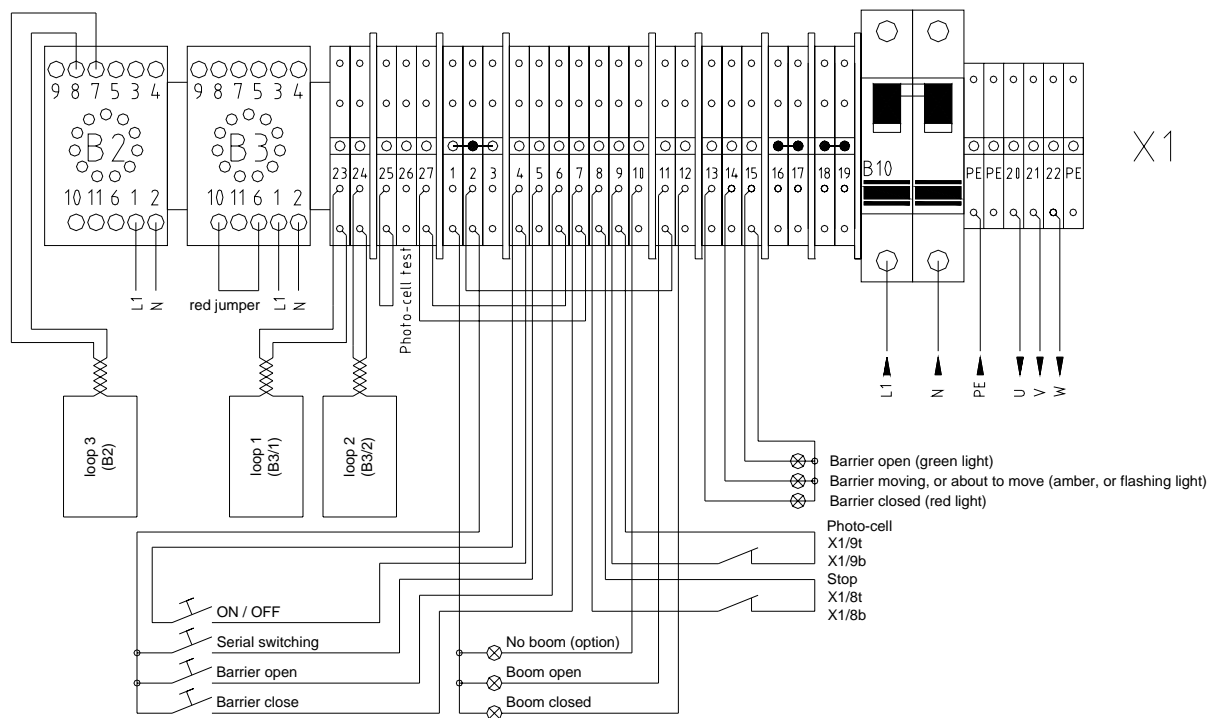 9 8 7 5 3 4
B2
10 11 6 1 2
L1 N
9 8 7 5 3 4
B3
10 11 6 1 2
red jumper
L1 N
23 24 25 26 27 1 2 3 4 5 6 7 8 9 10 11 12 13 14 15 16 17 18 19
B10
PE PE 20 21 22 PE
X1
Photo-cell test
L1 N PE U V W
loop 3
(B2)
loop 1
(B3/1)
loop 2
(B3/2)
Barrier open (green light)
Barrier moving, or about to move (amber, or flashing light)
Barrier closed (red light)
Photo-cell
X1/9t
X1/9b
Stop
X1/8t
X1/8b
ON / OFF
Serial switching
Barrier open
Barrier close
No boom (option)
Boom open
Boom closed